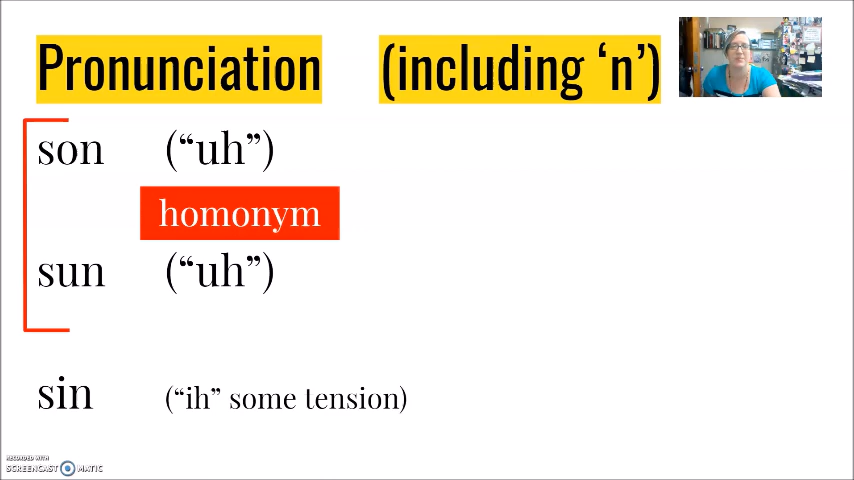 Pronunciation (including ‘n’)
son (“uh”)
homonym
sun (“uh”)
sin (“ih” some tension)
RECORDED WITH
SCREENCAST MATIC